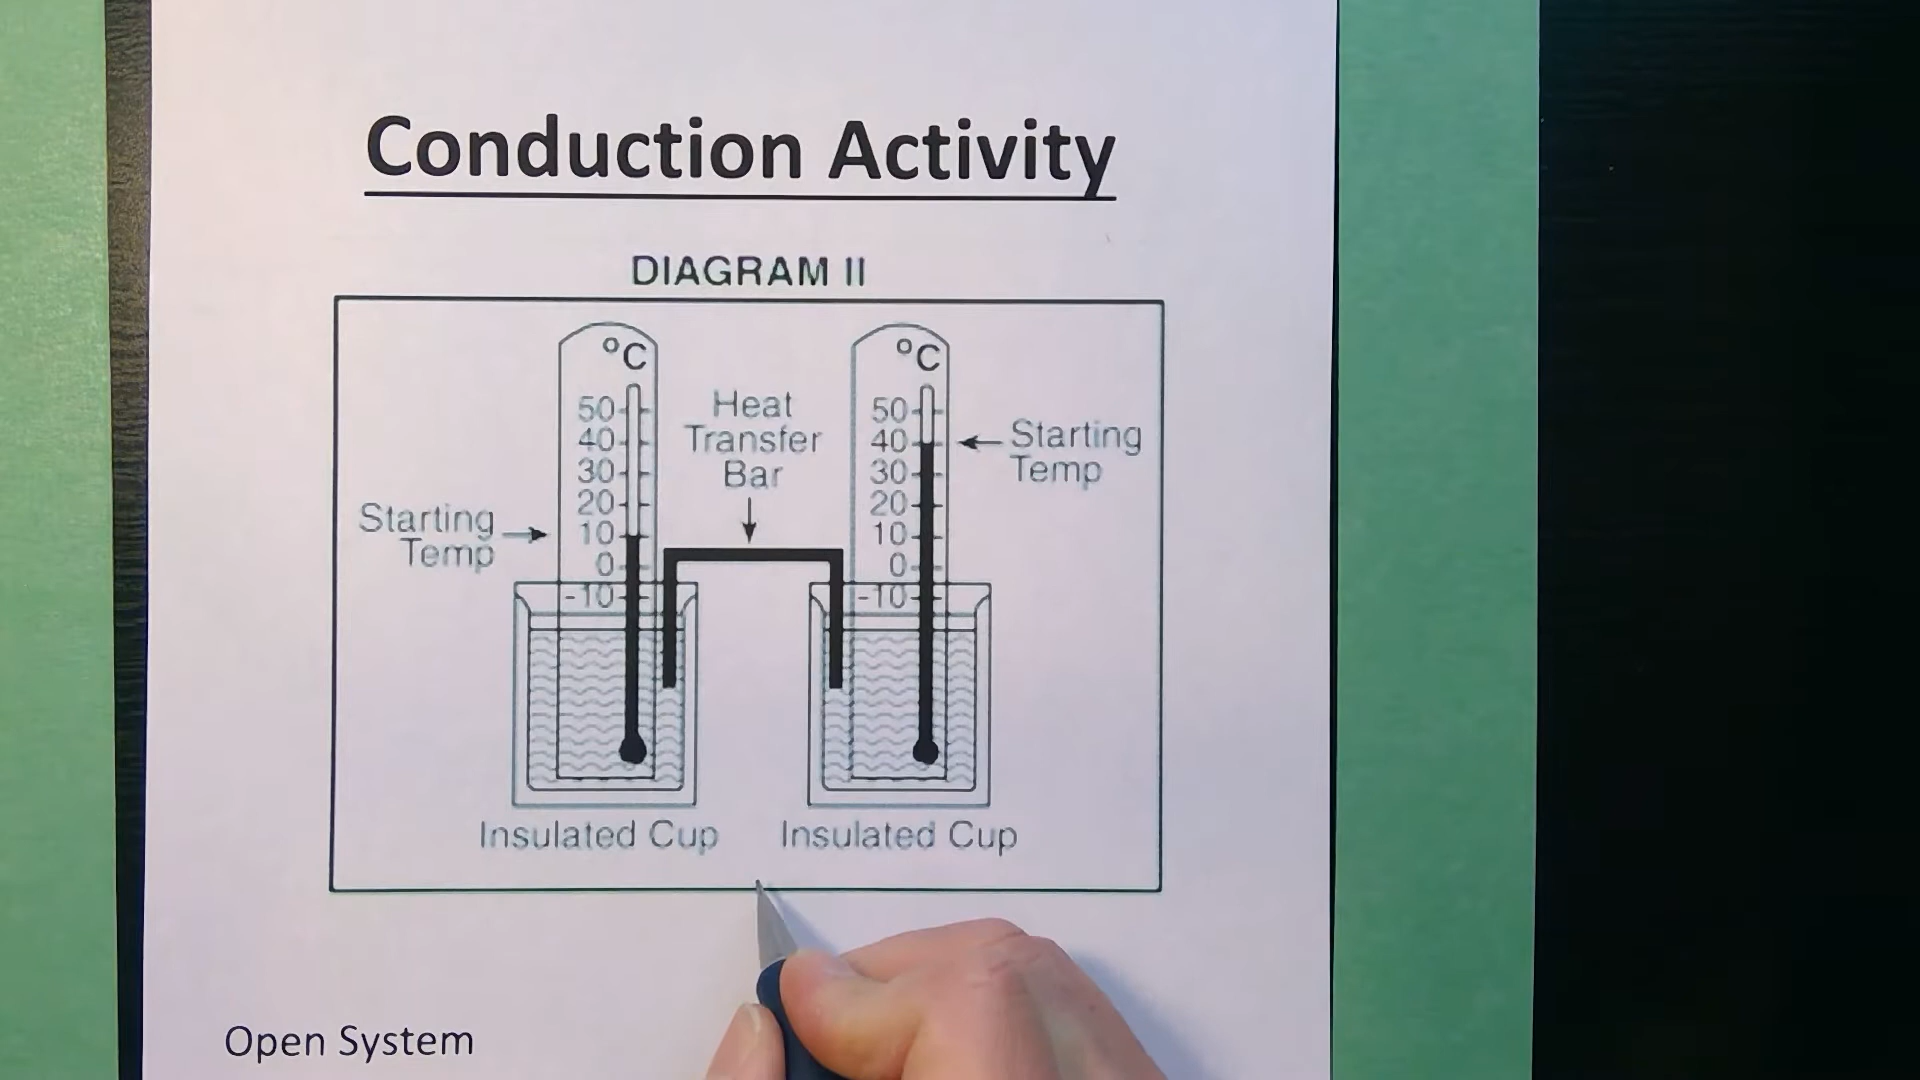 Conduction Activity
DIAGRAM II
°C
50
40
30
20
10
0
-10
Starting
Temp
Heat
Transfer
Bar
°C
50
40
30
20
10
0
-10
Starting
Temp
Insulated Cup
Insulated Cup
Open System